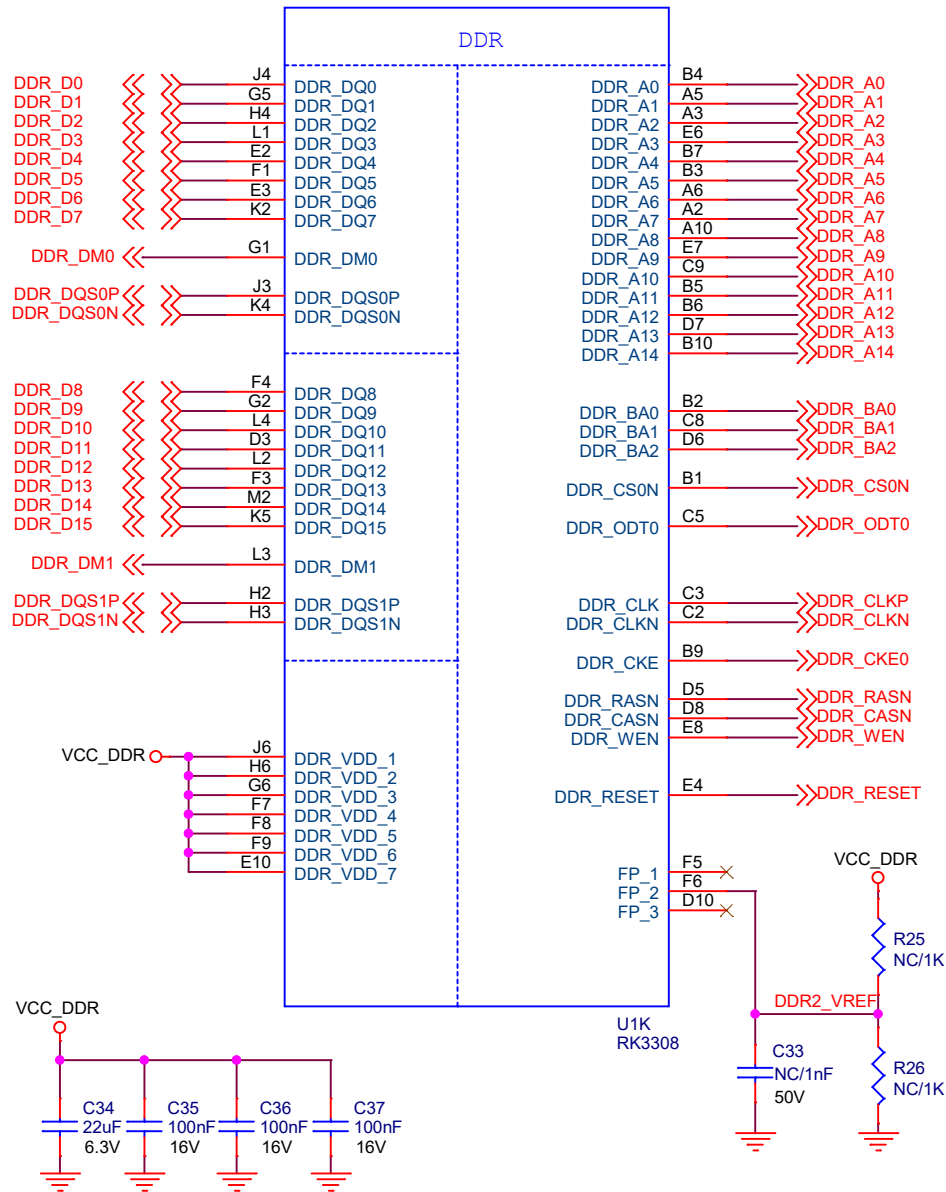 DDR
DDR_D0 J4 DDR_DQ0
DDR_D1 G5 DDR_DQ1
DDR_D2 H4 DDR_DQ2
DDR_D3 L1 DDR_DQ3
DDR_D4 E2 DDR_DQ4
DDR_D5 F1 DDR_DQ5
DDR_D6 E3 DDR_DQ6
DDR_D7 K2 DDR_DQ7
DDR_DM0 G1 DDR_DM0
DDR_DQS0P J3 DDR_DQS0P
DDR_DQS0N K4 DDR_DQS0N
DDR_D8 F4 DDR_DQ8
DDR_D9 G2 DDR_DQ9
DDR_D10 L4 DDR_DQ10
DDR_D11 D3 DDR_DQ11
DDR_D12 L2 DDR_DQ12
DDR_D13 F3 DDR_DQ13
DDR_D14 M2 DDR_DQ14
DDR_D15 K5 DDR_DQ15
DDR_DM1 L3 DDR_DM1
DDR_DQS1P H2 DDR_DQS1P
DDR_DQS1N H3 DDR_DQS1N
VCC_DDR J6 DDR_VDD_1
H6 DDR_VDD_2
G6 DDR_VDD_3
F7 DDR_VDD_4
F8 DDR_VDD_5
F9 DDR_VDD_6
E10 DDR_VDD_7
DDR_A0 B4 DDR_A0
DDR_A1 A5 DDR_A1
DDR_A2 A3 DDR_A2
DDR_A3 E6 DDR_A3
DDR_A4 B7 DDR_A4
DDR_A5 B3 DDR_A5
DDR_A6 A6 DDR_A6
DDR_A7 A2 DDR_A7
DDR_A8 A10 DDR_A8
DDR_A9 E7 DDR_A9
DDR_A10 C9 DDR_A10
DDR_A11 B5 DDR_A11
DDR_A12 B6 DDR_A12
DDR_A13 D7 DDR_A13
DDR_A14 B10 DDR_A14
DDR_BA0 B2 DDR_BA0
DDR_BA1 C8 DDR_BA1
DDR_BA2 D6 DDR_BA2
DDR_CS0N B1 DDR_CS0N
DDR_ODT0 C5 DDR_ODT0
DDR_CLK C3 DDR_CLKP
DDR_CLKN C2 DDR_CLKN
DDR_CKE B9 DDR_CKE0
DDR_RASN D5 DDR_RASN
DDR_CASN D8 DDR_CASN
DDR_WEN E8 DDR_WEN
DDR_RESET E4 DDR_RESET
FP_1 F5
FP_2 F6
FP_3 D10
VCC_DDR
R25
NC/1K
DDR2_VREF
U1K
RK3308
C33
NC/1nF
50V
R26
NC/1K
VCC_DDR
C34
22uF
6.3V
C35
100nF
16V
C36
100nF
16V
C37
100nF
16V